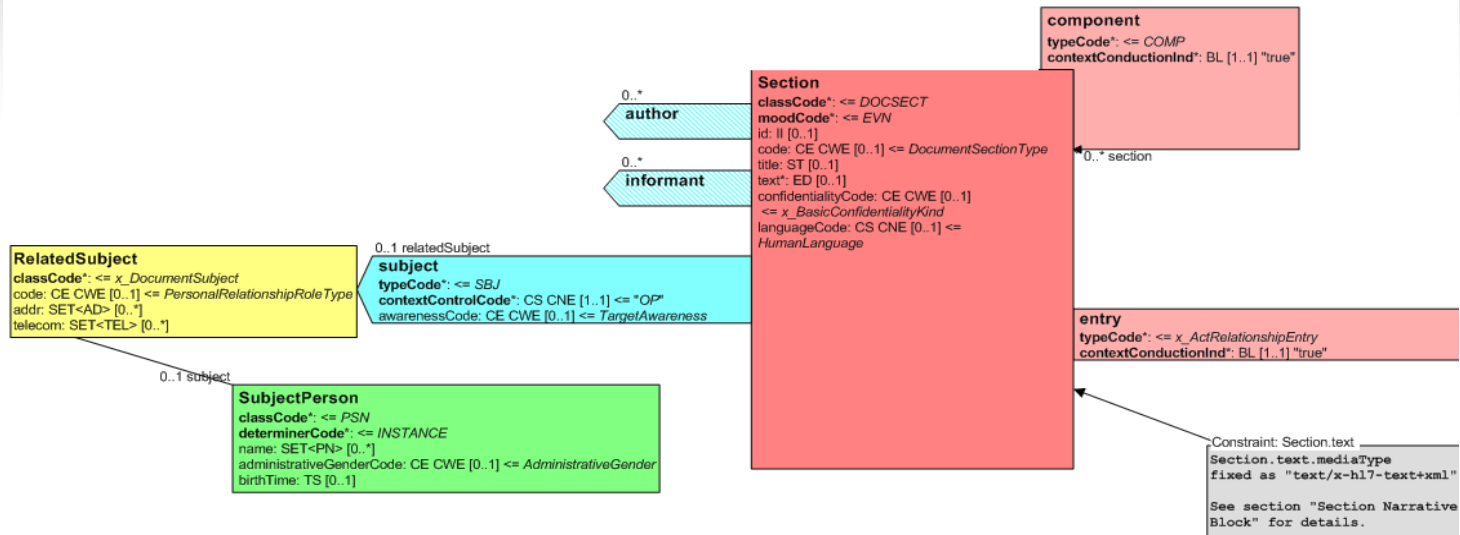 component
typeCode*: <= COMP
contextConductionInd*: BL [1..1] "true"
0..* section
Section
classCode*: <= DOCSECT
moodCode*: <= EVN
id: II [0..1]
code: CE CWE [0..1] <= DocumentSectionType
title: ST [0..1]
text*: ED [0..1]
confidentialityCode: CE CWE [0..1]
<= x_BasicConfidentialityKind
languageCode: CS CNE [0..1] <=
HumanLanguage
0..*
author
0..*
informant
0..1 relatedSubject
subject
typeCode*: <= SBJ
contextControlCode*: CS CNE [1..1] <= "OP"
awarenessCode: CE CWE [0..1] <= TargetAwareness
RelatedSubject
classCode*: <= x_DocumentSubject
code: CE CWE [0..1] <= PersonalRelationshipRoleType
addr: SET<AD> [0..*]
telecom: SET<TEL> [0..*]
0..1 subject
SubjectPerson
classCode*: <= PSN
determinerCode*: <= INSTANCE
name: SET<PN> [0..*]
administrativeGenderCode: CE CWE [0..1] <= AdministrativeGender
birthTime: TS [0..1]
entry
typeCode*: <= x_ActRelationshipEntry
contextConductionInd*: BL [1..1] "true"
Constraint: Section.text
Section.text.mediaType
fixed as "text/x-hl7-text+xml"
See section "Section Narrative
Block" for details.